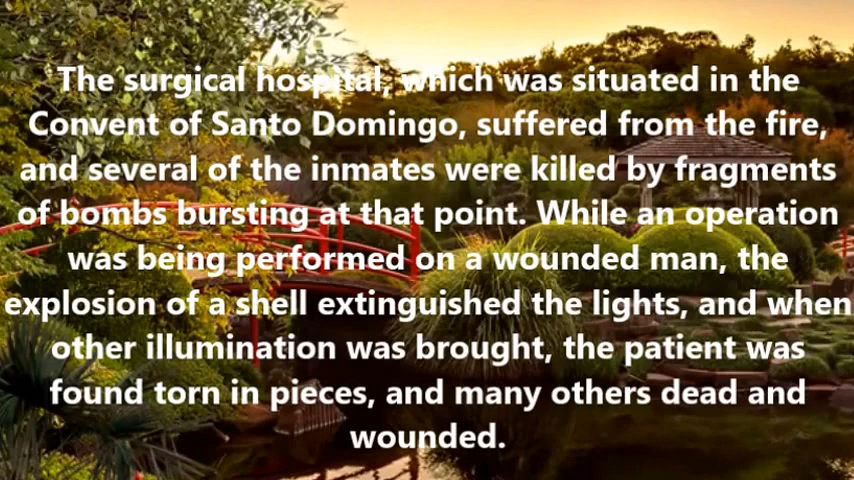 The surgical hospital, which was situated in the
Convent of Santo Domingo, suffered from the fire,
and several of the inmates were killed by fragments
of bombs bursting at that point. While an operation
was being performed on a wounded man, the
explosion of a shell extinguished the lights, and when
other illumination was brought, the patient was
found torn in pieces, and many others dead and
wounded.